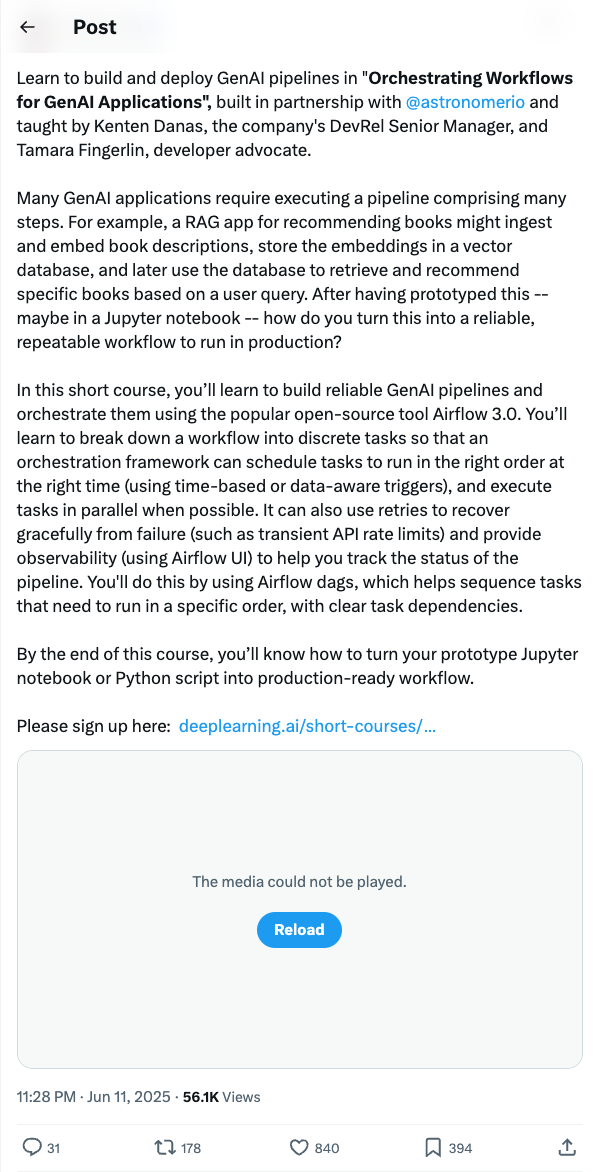 Post
Learn to build and deploy GenAI pipelines in "Orchestrating Workflows
for GenAI Applications", built in partnership with @astronomerio and
taught by Kenten Danas, the company's DevRel Senior Manager, and
Tamara Fingerlin, developer advocate.
Many GenAI applications require executing a pipeline comprising many
steps. For example, a RAG app for recommending books might ingest
and embed book descriptions, store the embeddings in a vector
database, and later use the database to retrieve and recommend
specific books based on a user query. After having prototyped this --
maybe in a Jupyter notebook -- how do you turn this into a reliable,
repeatable workflow to run in production?
In this short course, you’ll learn to build reliable GenAI pipelines and
orchestrate them using the popular open-source tool Airflow 3.0. You’ll
learn to break down a workflow into discrete tasks so that an
orchestration framework can schedule tasks to run in the right order at
the right time (using time-based or data-aware triggers), and execute
tasks in parallel when possible. It can also use retries to recover
gracefully from failure (such as transient API rate limits) and provide
observability (using Airflow UI) to help you track the status of the
pipeline. You'll do this by using Airflow dags, which helps sequence tasks
that need to run in a specific order, with clear task dependencies.
By the end of this course, you’ll know how to turn your prototype Jupyter
notebook or Python script into production-ready workflow.
Please sign up here: deeplearning.ai/short-courses/...
The media could not be played.
Reload
11:28 PM · Jun 11, 2025 · 56.1K Views
31 178 840 394